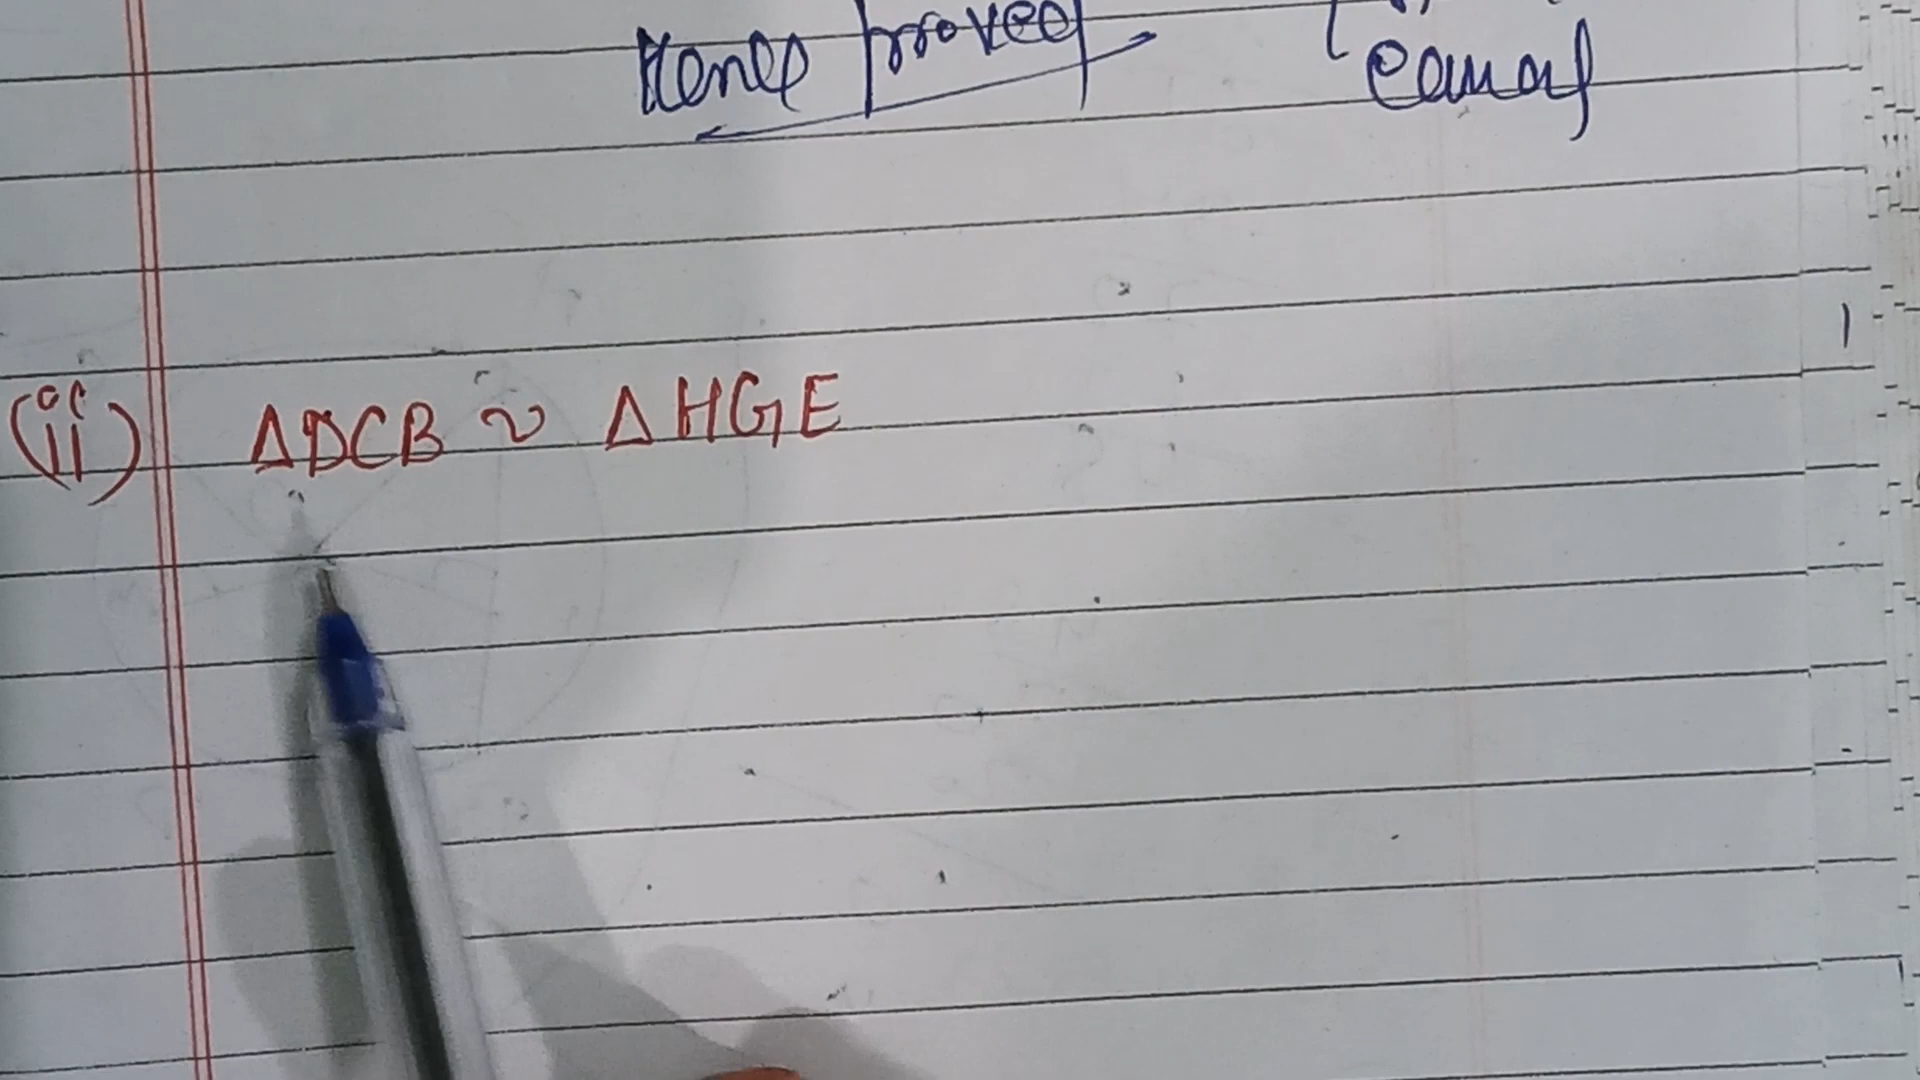 Hence proved
equal
(ii) ΔDCB ~ ΔHGE